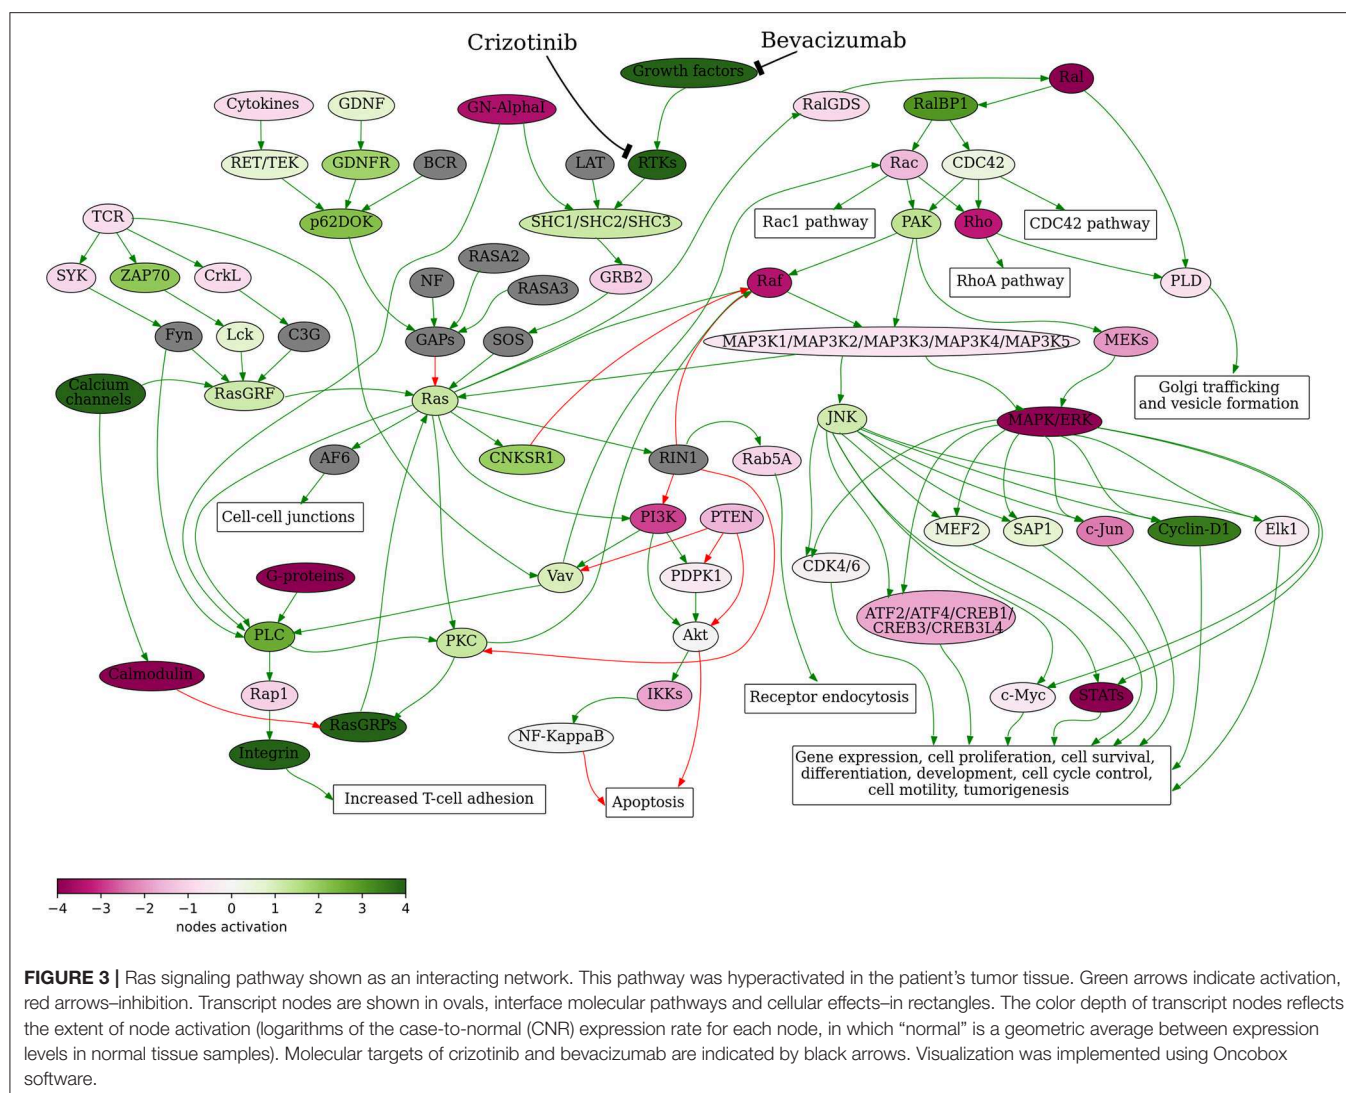 Crizotinib
Bevacizumab
Growth factors
Ral
Cytokines
GDNF
GN-AlphaI
RalGDS
RalBP1
RET/TEK
GDNFR
BCR
LAT
RTKs
Rac
CDC42
TCR
p62DOK
SHC1/SHC2/SHC3
Rac1 pathway
PAK
Rho
CDC42 pathway
SYK
ZAP70
CrkL
NF
RASA2
RASA3
GRB2
Raf
RhoA pathway
PLD
Fyn
Lck
C3G
GAPs
SOS
MAP3K1/MAP3K2/MAP3K3/MAP3K4/MAP3K5
MEKs
Calcium
channels
RasGRF
Ras
Golgi trafficking
and vesicle formation
JNK
MAPK/ERK
AF6
CNKSR1
RIN1
Rab5A
Cell-cell junctions
PI3K
PTEN
MEF2
SAP1
c-Jun
Cyclin-D1
Elk1
G-proteins
Vav
PDPK1
CDK4/6
ATF2/ATF4/CREB1/
CREB3/CREB3L4
PLC
PKC
Akt
Calmodulin
Rap1
IKKs
Receptor endocytosis
c-Myc
STATs
RasGRPs
NF-KappaB
Integrin
Gene expression, cell proliferation, cell survival,
differentiation, development, cell cycle control,
cell motility, tumorigenesis
Increased T-cell adhesion
Apoptosis
−4 −3 −2 −1 0 1 2 3 4
nodes activation
FIGURE 3 | Ras signaling pathway shown as an interacting network. This pathway was hyperactivated in the patient's tumor tissue. Green arrows indicate activation,
red arrows–inhibition. Transcript nodes are shown in ovals, interface molecular pathways and cellular effects–in rectangles. The color depth of transcript nodes reflects
the extent of node activation (logarithms of the case-to-normal (CNR) expression rate for each node, in which “normal” is a geometric average between expression
levels in normal tissue samples). Molecular targets of crizotinib and bevacizumab are indicated by black arrows. Visualization was implemented using Oncobox
software.